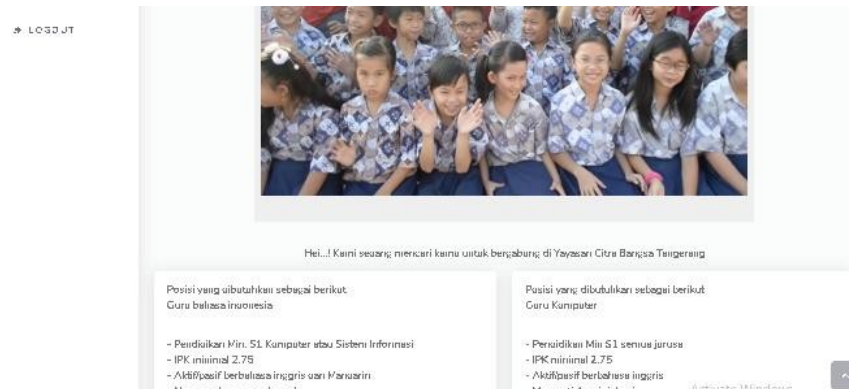 LOGOUT
Hei...! Kami sedang mencari kamu untuk bergabung di Yayasan Citra Bangsa Tangerang
Posisi yang dibutuhkan sebagai berikut
Guru bahasa indonesia
- Pendidikan Min. S1 Komputer atau Sistem Informasi
- IPK minimal 2.75
- Aktif/pasif berbahasa inggris dan Mandarin
Posisi yang dibutuhkan sebagai berikut
Guru Komputer
- Pendidikan Min S1 semua jurusa
- IPK minimal 2.75
- Aktif/pasif berbahasa inggris
Activate Windows